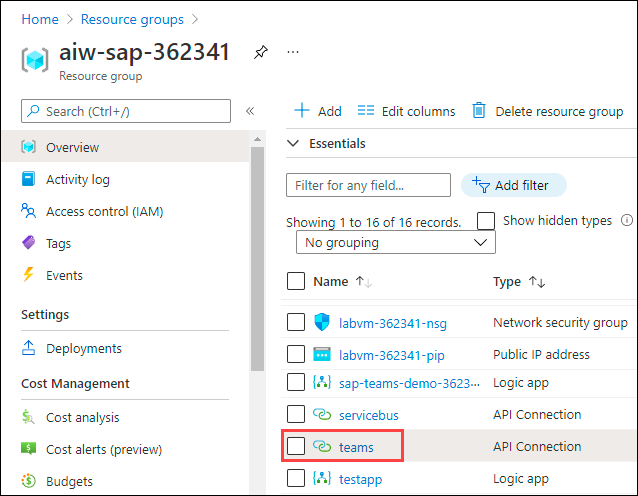 Home > Resource groups >
aiw-sap-362341 ...
Resource group
Search (Ctrl+/) «
Overview
Activity log
Access control (IAM)
Tags
Events
Settings
Deployments
Cost Management
Cost analysis
Cost alerts (preview)
Budgets
+ Add Edit columns Delete resource group
Essentials
Filter for any field... Add filter
Showing 1 to 16 of 16 records. Show hidden types
No grouping
Name ↑↓ Type ↑↓
labvm-362341-nsg Network security group
labvm-362341-pip Public IP address
sap-teams-demo-3623... Logic app
servicebus API Connection
teams API Connection
testapp Logic app